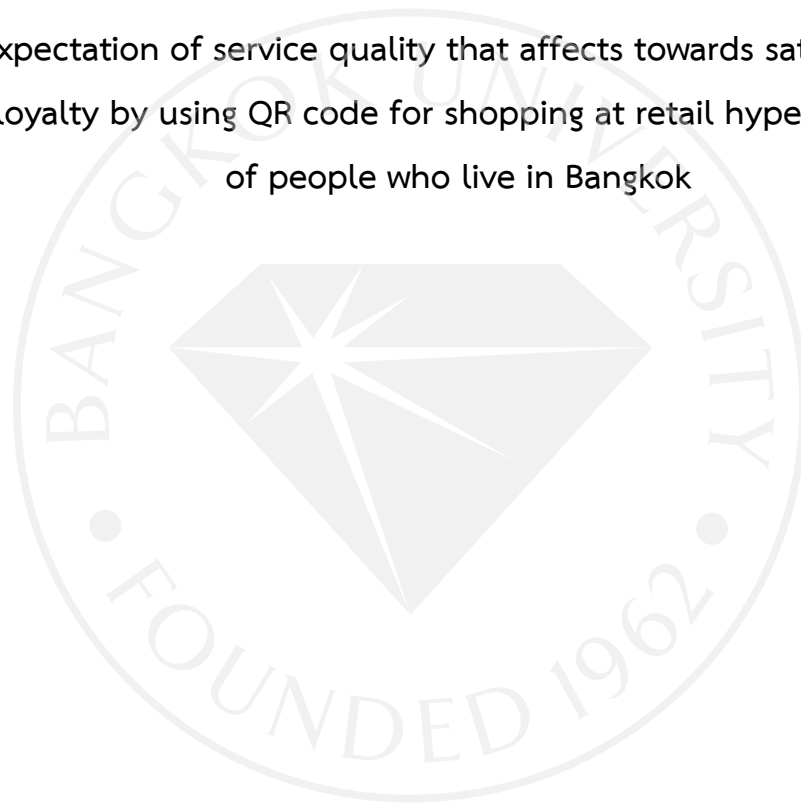 xpectation of service quality that affects towards sat
loyalty by using QR code for shopping at retail hype
of people who live in Bangkok
BANGKOK UNIVERSITY
FOUNDED 1962